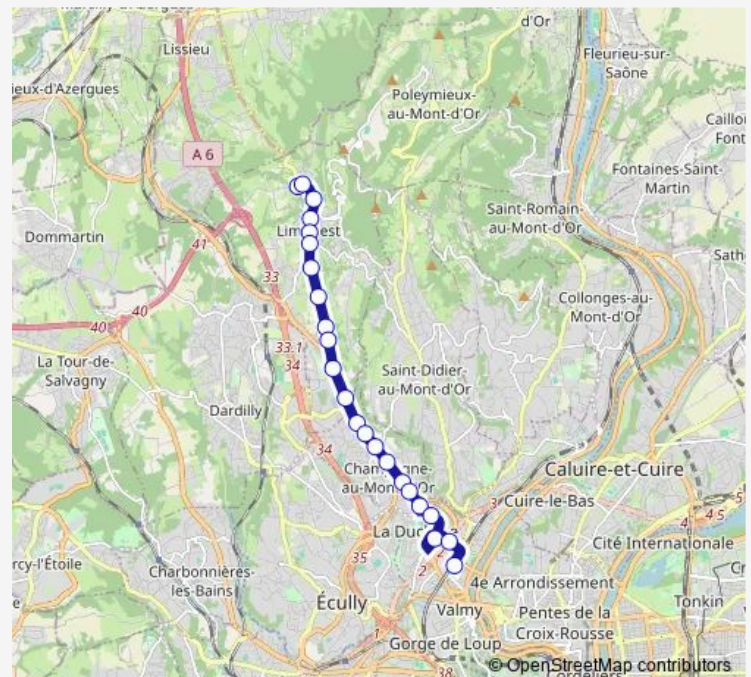 d'Or
Lissieu
Fleurieu-sur-
Saône
ieux-d'Azergues
Poleymieux-
au-Mont-d'Or
A 6
Fontaines-Saint-
Martin
Saint-Romain-
au-Mont-d'Or
Dommartin
41
33
Collonges-au-
Mont-d'Or
40
40
33.1
34
La Tour-de-
Salvagny
Saint-Didier-
au-Mont-d'Or
Dardilly
34
Caluire-et-Cuire
Cuire-le-Bas
4.5
La Duc
Cité Internationale
35
2
2
rcy-l'Étoile
Charbonnières-
les-Bains
4e Arrondissement
Écully
Valmy
Tonkin
Pentes de la
Croix-Rousse
1
Gorge de Loup
38
© OpenStreetMap contributors